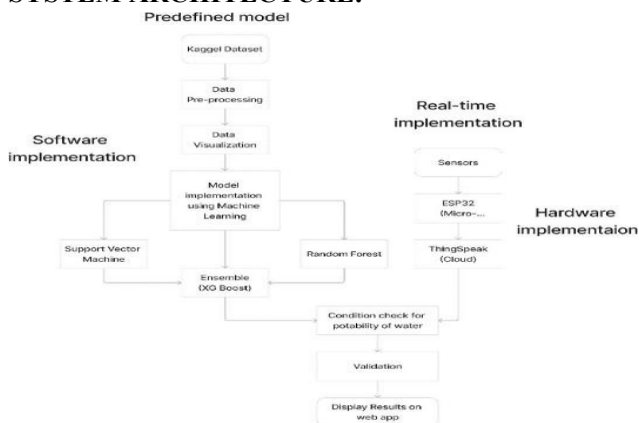 SYSTEM ARCHITECTURE:
Predefined model
Kaggel Dataset
Data
Pre-processing
Data
Visualization
Software
implementation
Model
implementation
using Machine
Learning
Support Vector
Machine
Random Forest
Ensemble
(XG Boost)
Real-time
implementation
Sensors
ESP32
(Micro-...
ThingSpeak
(Cloud)
Hardware
implementaion
Condition check for
potability of water
Validation
Display Results on
web app